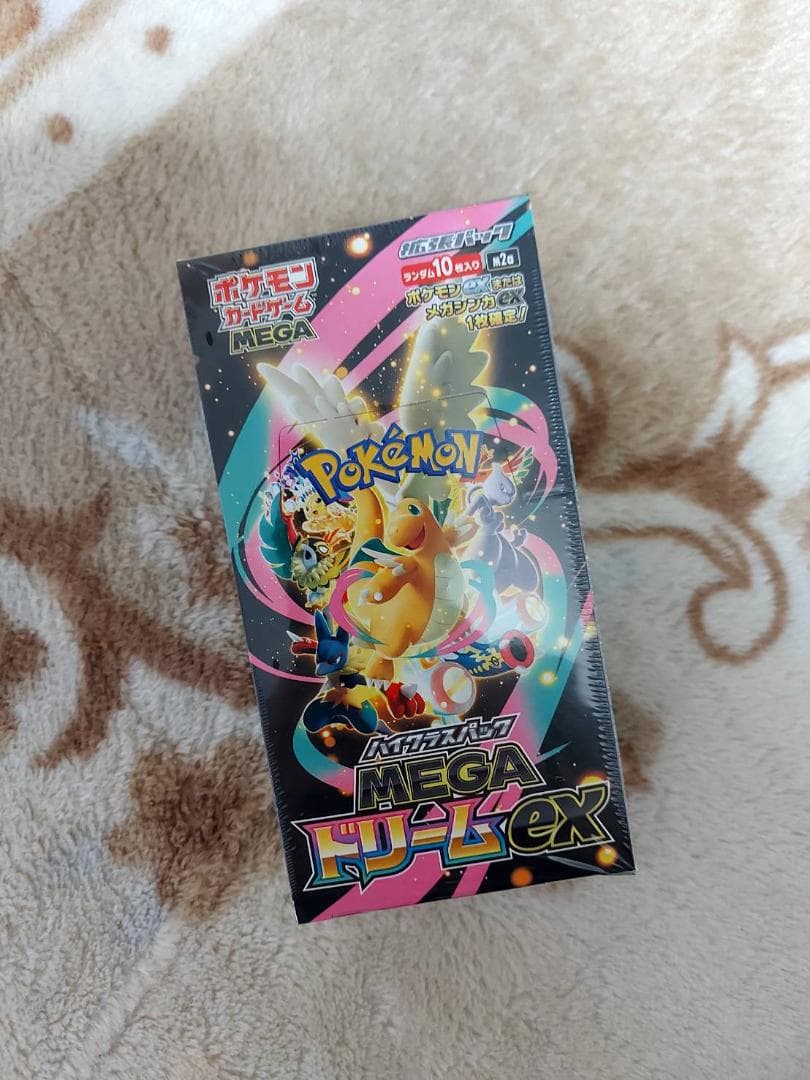 ポケモン
カードゲーム
MEGA
拡張パック
ランダム10枚入り M2a
ポケモンexまたは
メガシンカex
1枚確定!
POKéMON
ハイクラスパック
MEGA
ドリームex